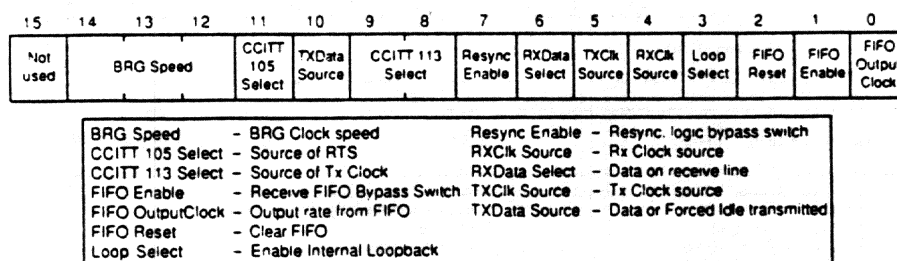 15 14 13 12 11 10 9 8 7 6 5 4 3 2 1 0
Not used
BRG Speed
CCITT 105 Select
TXData Source
CCITT 113 Select
Resync Enable
RXData Select
TXClk Source
RXClk Source
Loop Select
FIFO Reset
FIFO Enable
FIFO Output Clock
BRG Speed – BRG Clock speed
CCITT 105 Select – Source of RTS
CCITT 113 Select – Source of Tx Clock
FIFO Enable – Receive FIFO Bypass Switch
FIFO OutputClock – Output rate from FIFO
FIFO Reset – Clear FIFO
Loop Select – Enable Internal Loopback
Resync Enable – Resync. logic bypass switch
RXClk Source – Rx Clock source
RXData Select – Data on receive line
TXClk Source – Tx Clock source
TXData Source – Data or Forced Idle transmitted